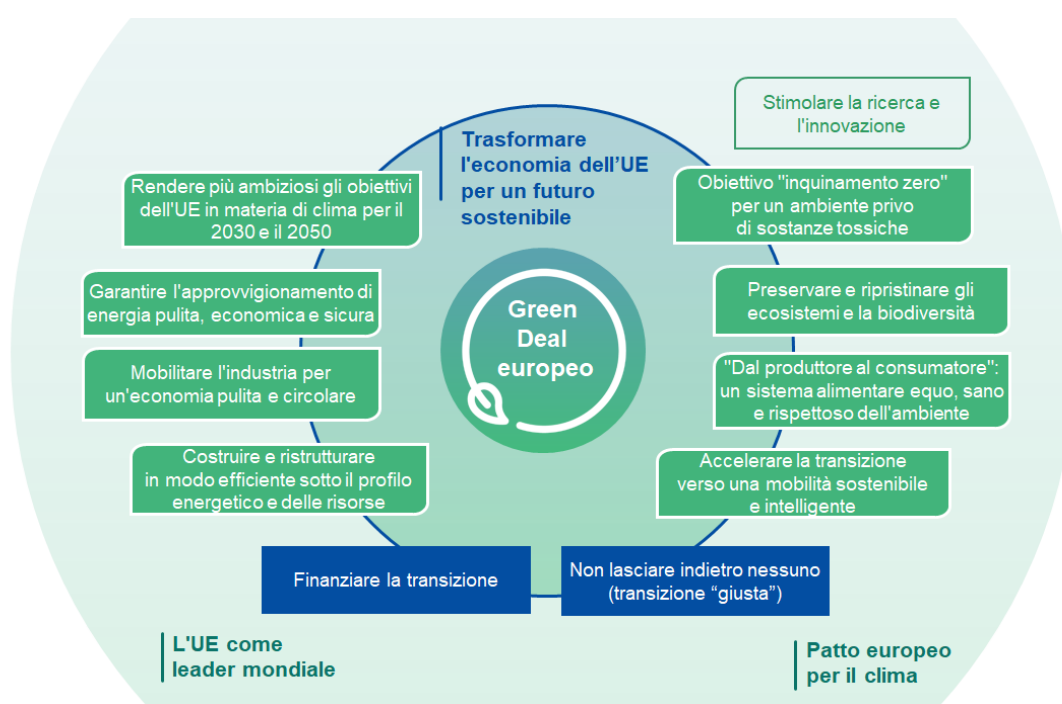 Stimolare la ricerca e
l'innovazione
Trasformare
l'economia dell'UE
per un futuro
sostenibile
Rendere più ambiziosi gli obiettivi
dell'UE in materia di clima per il
2030 e il 2050
Obiettivo "inquinamento zero"
per un ambiente privo
di sostanze tossiche
Garantire l'approvvigionamento di
energia pulita, economica e sicura
Preservare e ripristinare gli
ecosistemi e la biodiversità
Green
Deal
europeo
Mobilitare l'industria per
un'economia pulita e circolare
"Dal produttore al consumatore":
un sistema alimentare equo, sano
e rispettoso dell'ambiente
Costruire e ristrutturare
in modo efficiente sotto il profilo
energetico e delle risorse
Accelerare la transizione
verso una mobilità sostenibile
e intelligente
Finanziare la transizione
Non lasciare indietro nessuno
(transizione “giusta”)
L'UE come
leader mondiale
Patto europeo
per il clima